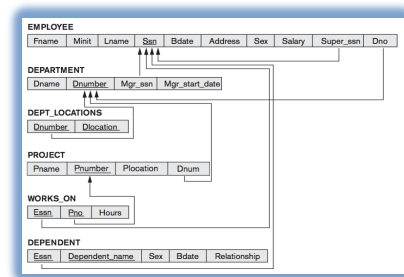 EMPLOYEE
Fname Minit Lname Ssn Bdate Address Sex Salary Super_ssn Dno
DEPARTMENT
Dname Dnumber Mgr_ssn Mgr_start_date
DEPT_LOCATIONS
Dnumber Dlocation
PROJECT
Pname Pnumber Plocation Dnum
WORKS_ON
Essn Pno Hours
DEPENDENT
Essn Dependent_name Sex Bdate Relationship